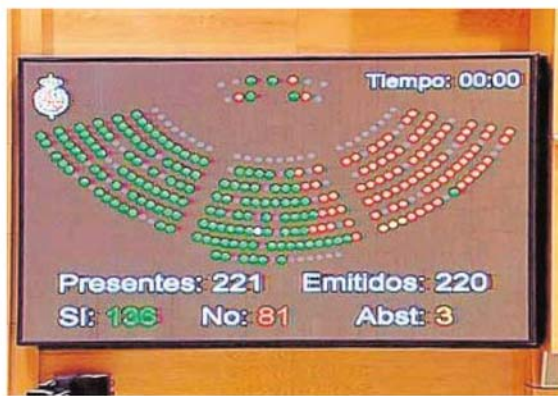 Tiempo: 00:00
Presentes: 221 Emitidos: 220
SI: 136 No: 81 Abst: 3